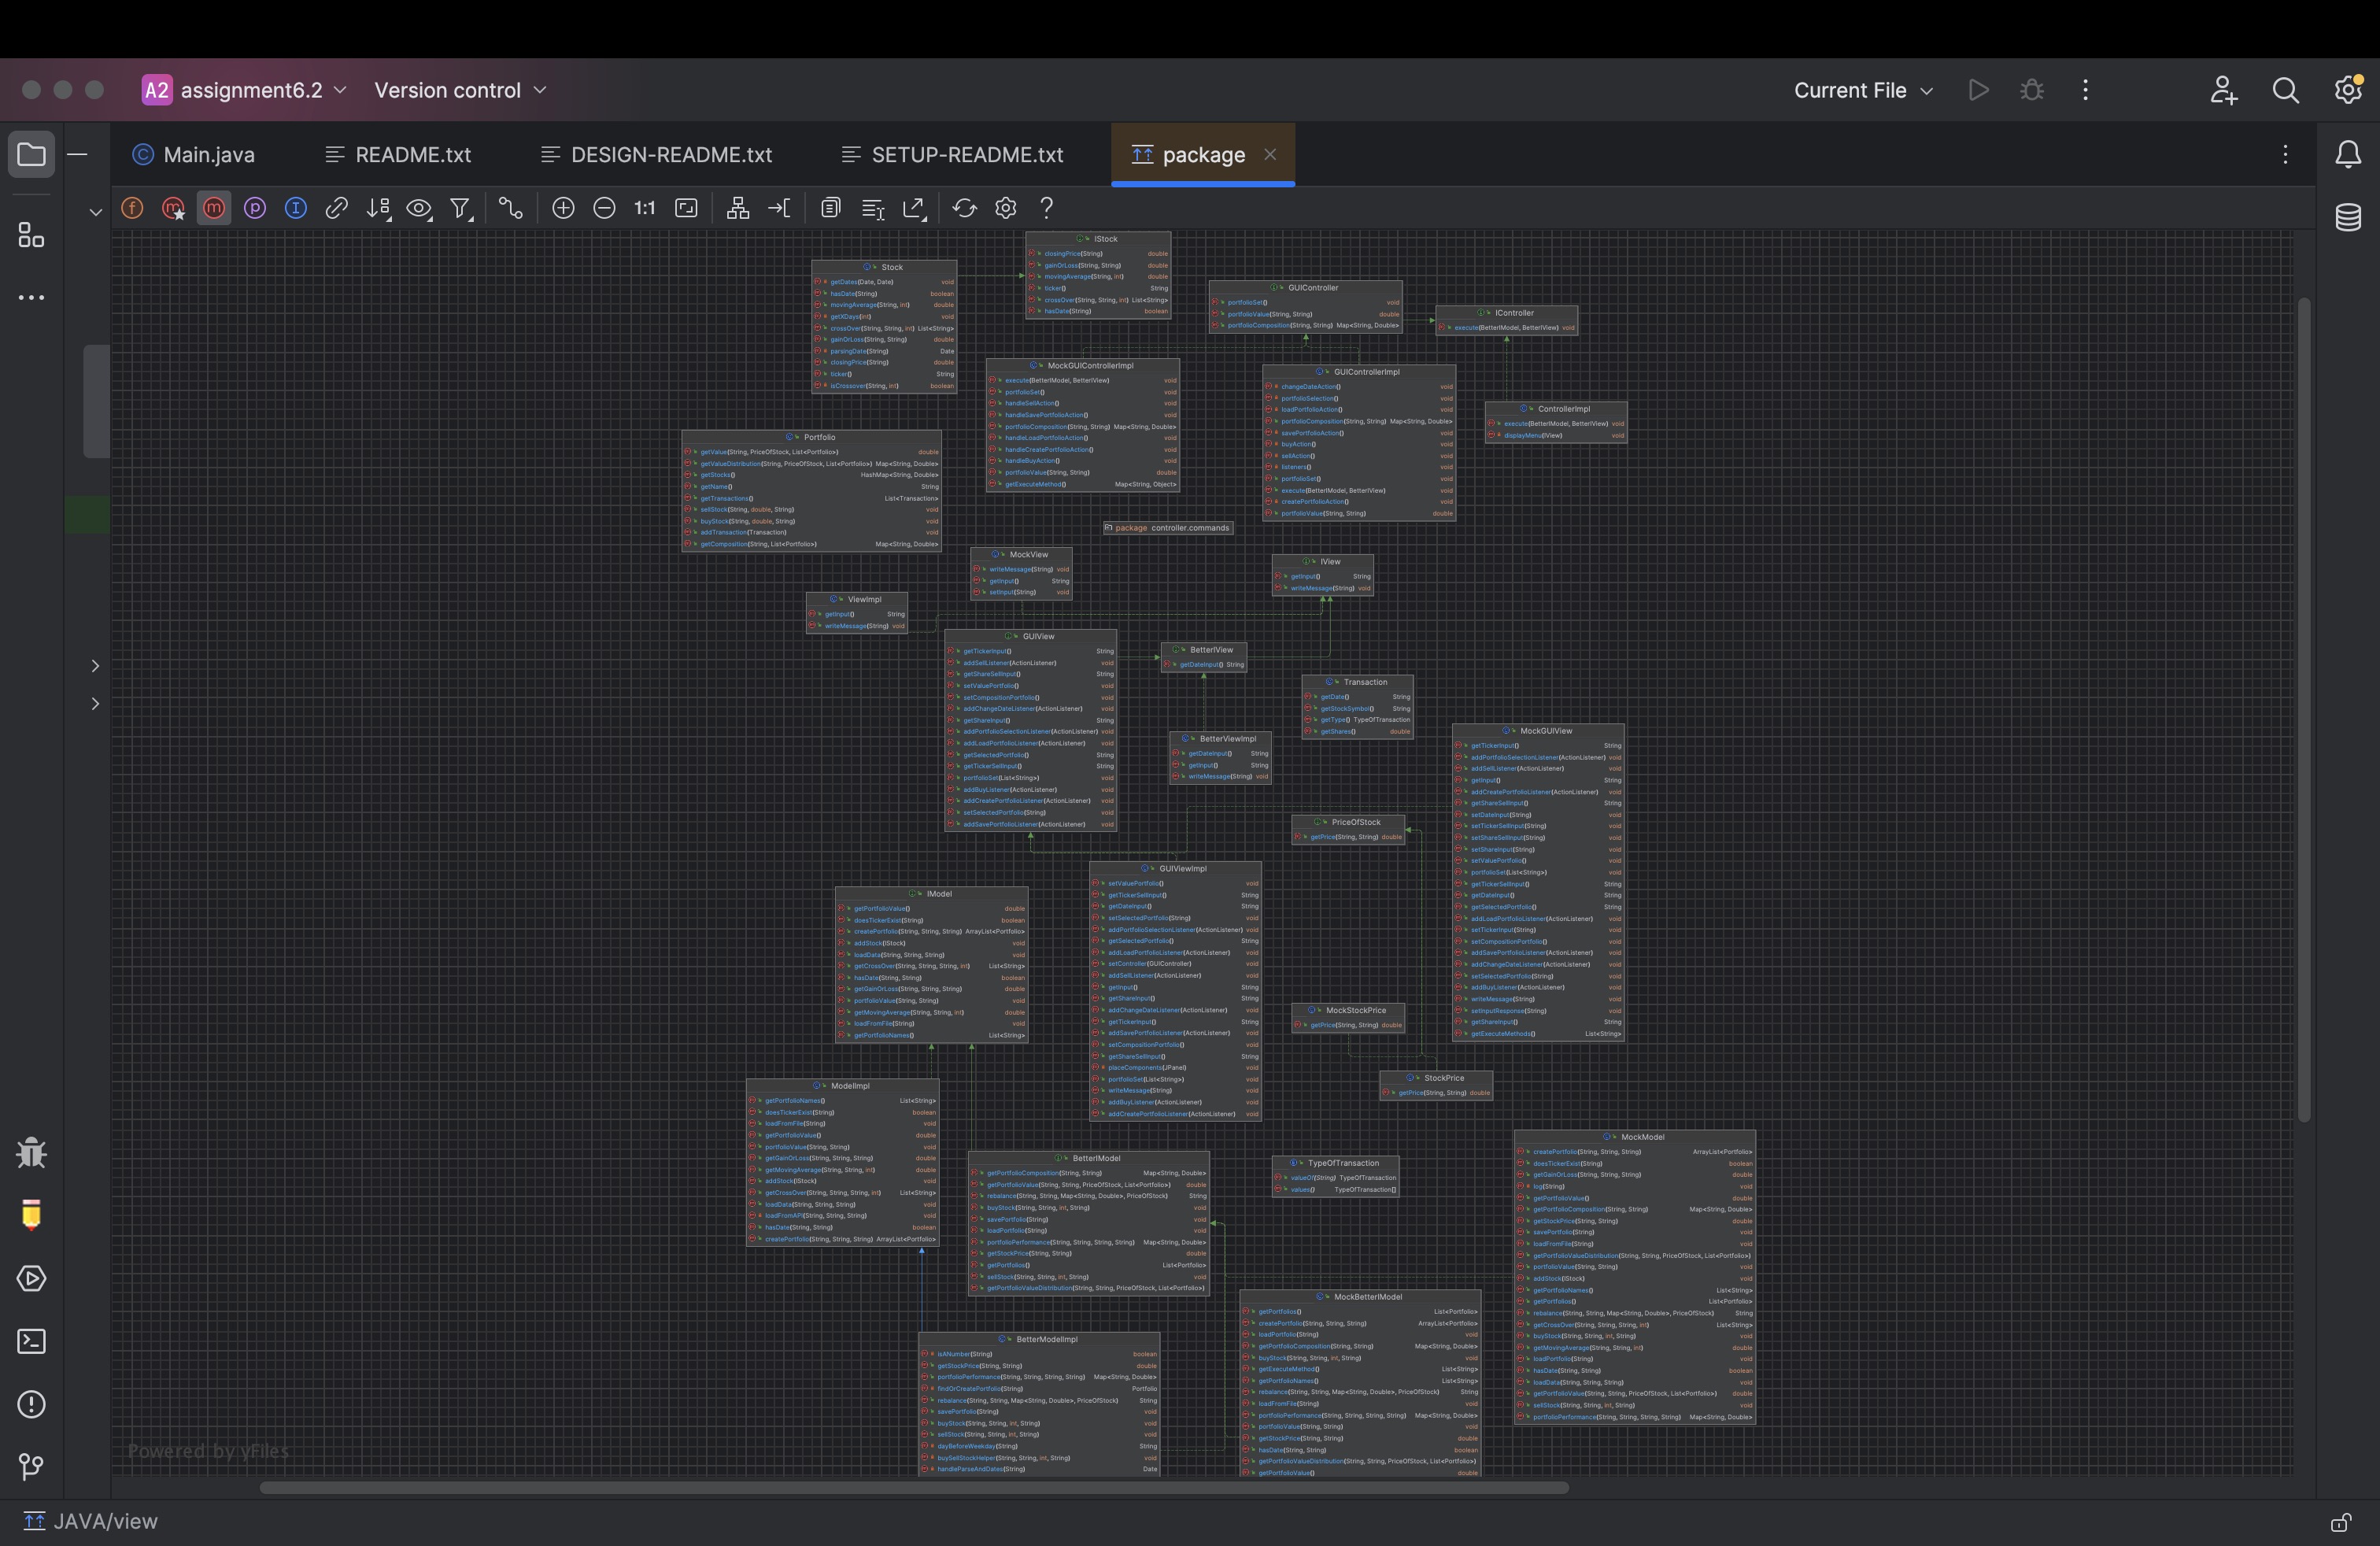 A2 assignment6.2 Version control Current File
Main.java README.txt DESIGN-README.txt SETUP-README.txt package
1:1
IStock
closingPrice(String) double
gainOrLoss(String, String) double
movingAverage(String, int) double
ticker() String
crossOver(String, String, int) List<String>
hasDate(String) boolean
Stock
getDates(Date, Date) void
hasDate(String) boolean
movingAverage(String, int) double
getXDays(int) void
crossOver(String, String, int) List<String>
gainOrLoss(String, String) double
parsingDate(String) Date
closingPrice(String) double
ticker() String
isCrossover(String, int) boolean
GUIController
portfolioSet() void
portfolioValue(String, String) double
portfolioComposition(String, String) Map<String, Double>
IController
execute(BetterIModel, BetterIView) void
MockGUIControllerImpl
execute(BetterIModel, BetterIView) void
portfolioSet() void
handleSellAction() void
handleSavePortfolioAction() void
portfolioComposition(String, String) Map<String, Double>
handleLoadPortfolioAction() void
handleCreatePortfolioAction() void
handleBuyAction() void
portfolioValue(String, String) double
getExecuteMethod() Map<String, Object>
GUIControllerImpl
changeDateAction() void
portfolioSelection() void
loadPortfolioAction() void
portfolioComposition(String, String) Map<String, Double>
savePortfolioAction() void
buyAction() void
sellAction() void
listeners() void
portfolioSet() void
execute(BetterIModel, BetterIView) void
createPortfolioAction() void
portfolioValue(String, String) double
ControllerImpl
execute(BetterIModel, BetterIView) void
displayMenu(IView) void
Portfolio
getValue(String, PriceOfStock, List<Portfolio>) double
getValueDistribution(String, PriceOfStock, List<Portfolio>) Map<String, Double>
getStocks() HashMap<String, Double>
getName() String
getTransactions() List<Transaction>
sellStock(String, double, String) void
buyStock(String, double, String) void
addTransaction(Transaction) void
getComposition(String, List<Portfolio>) Map<String, Double>
package controller.commands
MockView
writeMessage(String) void
getInput() String
setInput(String) void
IView
getInput() String
writeMessage(String) void
ViewImpl
getInput() String
writeMessage(String) void
GUIView
getTickerInput() String
addSellListener(ActionListener) void
getShareSellInput() String
setValuePortfolio() void
setCompositionPortfolio() void
addChangeDateListener(ActionListener) void
getShareInput() String
addPortfolioSelectionListener(ActionListener) void
addLoadPortfolioListener(ActionListener) void
getSelectedPortfolio() String
getTickerSellInput() String
portfolioSet(List<String>) void
addBuyListener(ActionListener) void
addCreatePortfolioListener(ActionListener) void
setSelectedPortfolio(String) void
addSavePortfolioListener(ActionListener) void
BetterIView
getDateInput() String
Transaction
getDate() String
getStockSymbol() String
getType() TypeOfTransaction
getShares() double
BetterViewImpl
getDateInput() String
getInput() String
writeMessage(String) void
MockGUIView
getTickerInput() String
addPortfolioSelectionListener(ActionListener) void
addSellListener(ActionListener) void
getInput() String
addCreatePortfolioListener(ActionListener) void
getShareSellInput() String
setDateInput(String) void
setTickerSellInput(String) void
setShareSellInput(String) void
setShareInput(String) void
setValuePortfolio() void
portfolioSet(List<String>) void
getTickerSellInput() String
getDateInput() String
getSelectedPortfolio() String
addLoadPortfolioListener(ActionListener) void
setTickerInput(String) void
setCompositionPortfolio() void
addSavePortfolioListener(ActionListener) void
addChangeDateListener(ActionListener) void
setSelectedPortfolio(String) void
addBuyListener(ActionListener) void
writeMessage(String) void
setInputResponse(String) void
getShareInput() String
getExecuteMethods() List<String>
PriceOfStock
getPrice(String, String) double
GUIViewImpl
setValuePortfolio() void
getTickerSellInput() String
getDateInput() String
setSelectedPortfolio(String) void
addPortfolioSelectionListener(ActionListener) void
getSelectedPortfolio() String
addLoadPortfolioListener(ActionListener) void
setController(GUIController) void
addSellListener(ActionListener) void
getInput() String
getShareInput() String
addChangeDateListener(ActionListener) void
getTickerInput() String
addSavePortfolioListener(ActionListener) void
setCompositionPortfolio() void
getShareSellInput() String
placeComponents(JPanel) void
portfolioSet(List<String>) void
writeMessage(String) void
addBuyListener(ActionListener) void
addCreatePortfolioListener(ActionListener) void
IModel
getPortfolioValue() double
doesTickerExist(String) boolean
createPortfolio(String, String, String) ArrayList<Portfolio>
addStock(IStock) void
loadData(String, String, String) void
getCrossOver(String, String, String, int) List<String>
hasDate(String, String) boolean
getGainOrLoss(String, String, String) double
portfolioValue(String, String) void
getMovingAverage(String, String, int) double
loadFromFile(String) void
getPortfolioNames() List<String>
MockStockPrice
getPrice(String, String) double
StockPrice
getPrice(String, String) double
ModelImpl
getPortfolioNames() List<String>
doesTickerExist(String) boolean
loadFromFile(String) void
getPortfolioValue() double
portfolioValue(String, String) void
getGainOrLoss(String, String, String) double
getMovingAverage(String, String, int) double
addStock(IStock) void
getCrossOver(String, String, String, int) List<String>
loadData(String, String, String) void
loadFromAPI(String, String, String) void
hasDate(String, String) boolean
createPortfolio(String, String, String) ArrayList<Portfolio>
BetterIModel
getPortfolioComposition(String, String) Map<String, Double>
getPortfolioValue(String, String, PriceOfStock, List<Portfolio>) double
rebalance(String, String, Map<String, Double>, PriceOfStock) String
buyStock(String, String, int, String) void
savePortfolio(String) void
loadPortfolio(String) void
portfolioPerformance(String, String, String, String) Map<String, Double>
getStockPrice(String, String) double
getPortfolios() List<Portfolio>
sellStock(String, String, int, String) void
getPortfolioValueDistribution(String, String, PriceOfStock, List<Portfolio>)
TypeOfTransaction
valueOf(String) TypeOfTransaction
values() TypeOfTransaction[]
MockModel
createPortfolio(String, String, String) ArrayList<Portfolio>
doesTickerExist(String) boolean
getGainOrLoss(String, String, String) double
log(String) void
getPortfolioValue() double
getPortfolioComposition(String, String) Map<String, Double>
getStockPrice(String, String) double
savePortfolio(String) void
loadFromFile(String) void
getPortfolioValueDistribution(String, String, PriceOfStock, List<Portfolio>)
portfolioValue(String, String) void
addStock(IStock) void
getPortfolioNames() List<String>
getPortfolios() List<Portfolio>
rebalance(String, String, Map<String, Double>, PriceOfStock) String
getCrossOver(String, String, String, int) List<String>
buyStock(String, String, int, String) void
getMovingAverage(String, String, int) double
loadPortfolio(String) void
hasDate(String, String) boolean
loadData(String, String, String) void
getPortfolioValue(String, String, PriceOfStock, List<Portfolio>) double
sellStock(String, String, int, String) void
portfolioPerformance(String, String, String, String) Map<String, Double>
MockBetterIModel
getPortfolios() List<Portfolio>
createPortfolio(String, String, String) ArrayList<Portfolio>
loadPortfolio(String) void
getPortfolioComposition(String, String) Map<String, Double>
buyStock(String, String, int, String) void
getExecuteMethod() List<String>
getPortfolioNames() List<String>
rebalance(String, String, Map<String, Double>, PriceOfStock) String
loadFromFile(String) void
portfolioPerformance(String, String, String, String) Map<String, Double>
portfolioValue(String, String) void
getStockPrice(String, String) double
hasDate(String, String) boolean
getPortfolioValueDistribution(String, String, PriceOfStock, List<Portfolio>)
getPortfolioValue() double
BetterModelImpl
isANumber(String) boolean
getStockPrice(String, String) double
portfolioPerformance(String, String, String, String) Map<String, Double>
findOrCreatePortfolio(String) Portfolio
rebalance(String, String, Map<String, Double>, PriceOfStock) String
savePortfolio(String) void
buyStock(String, String, int, String) void
sellStock(String, String, int, String) void
dayBeforeWeekday(String) String
buySellStockHelper(String, String, int, String) void
handleParseAndDates(String) Date
Powered by yFiles
JAVA/view